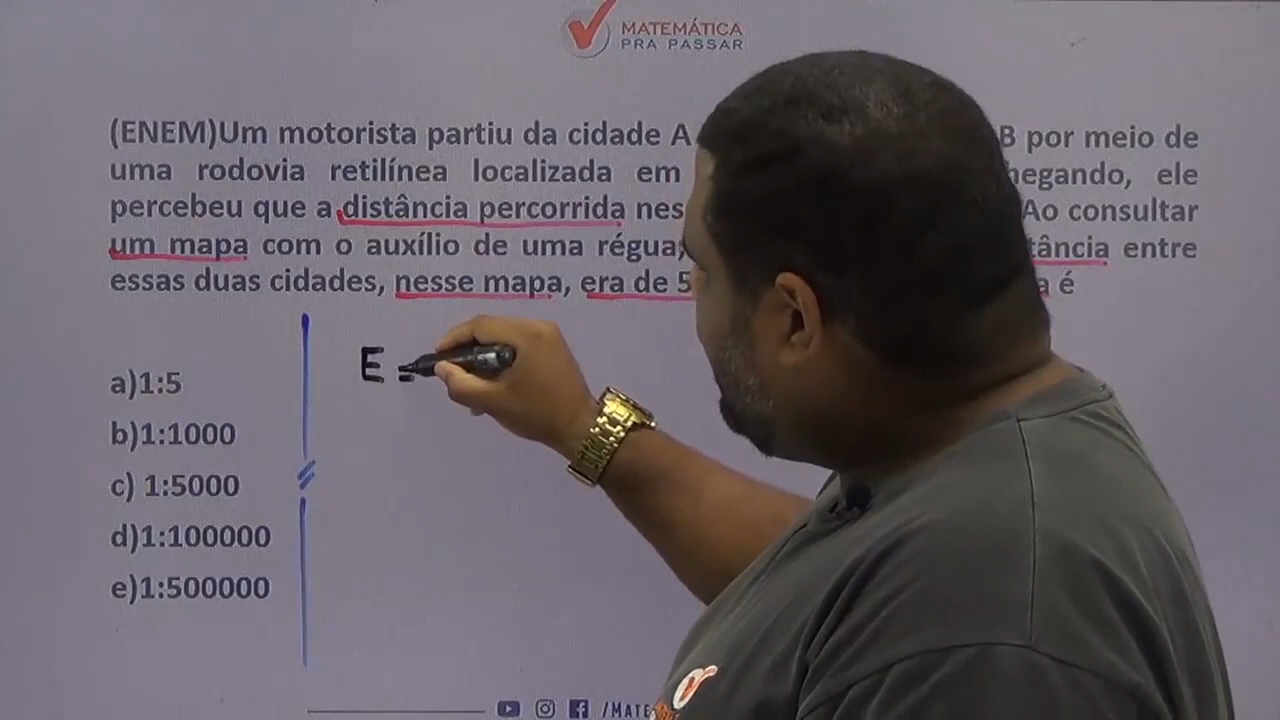 MATEMÁTICA
PRA PASSAR
(ENEM)Um motorista partiu da cidade A B por meio de
uma rodovia retilínea localizada em hegando, ele
percebeu que a distância percorrida nes Ao consultar
um mapa com o auxílio de uma régua, tância entre
essas duas cidades, nesse mapa, era de 5 a é
E =
a)1:5
b)1:1000
c) 1:5000
d)1:100000
e)1:500000
/MATE